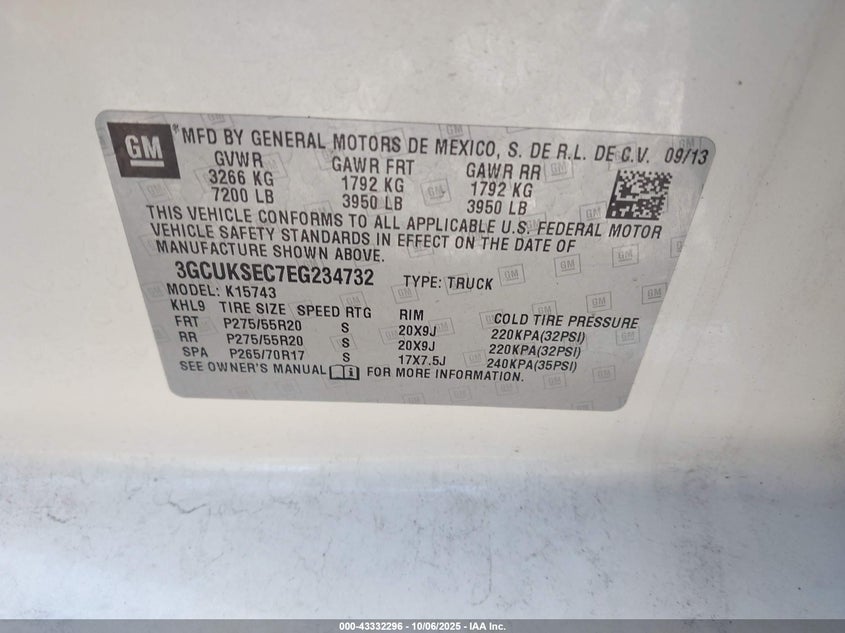 GM
MFD BY GENERAL MOTORS DE MEXICO, S. DE R.L. DE C.V. 09/13
GVWR GAWR FRT GAWR RR
3266 KG 1792 KG 1792 KG
7200 LB 3950 LB 3950 LB
THIS VEHICLE CONFORMS TO ALL APPLICABLE U.S. FEDERAL MOTOR
VEHICLE SAFETY STANDARDS IN EFFECT ON THE DATE OF
MANUFACTURE SHOWN ABOVE.
3GCUKSEC7EG234732 TYPE: TRUCK
MODEL: K15743
KHL9 TIRE SIZE SPEED RTG RIM COLD TIRE PRESSURE
FRT P275/55R20 S 20X9J 220KPA(32PSI)
RR P275/55R20 S 20X9J 220KPA(32PSI)
SPA P265/70R17 S 17X7.5J 240KPA(35PSI)
SEE OWNER'S MANUAL FOR MORE INFORMATION.
000-43332296 - 10/06/2025 - IAA Inc.